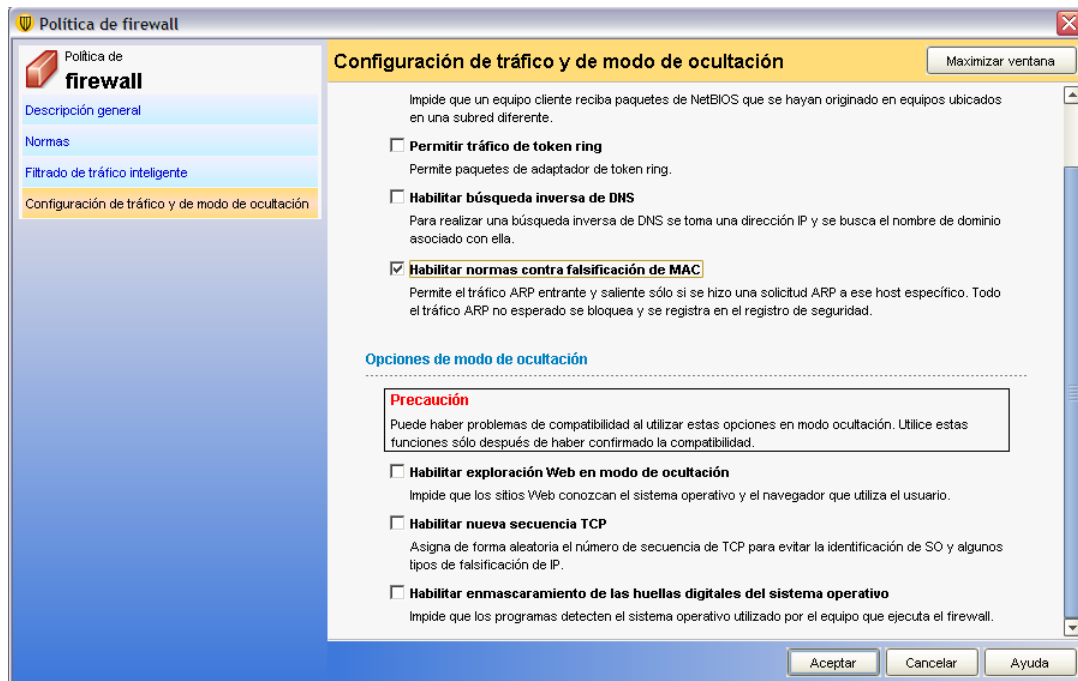 Política de firewall
Política de
firewall
Descripción general
Normas
Filtrado de tráfico inteligente
Configuración de tráfico y de modo de ocultación
Configuración de tráfico y de modo de ocultación
Maximizar ventana
Impide que un equipo cliente reciba paquetes de NetBIOS que se hayan originado en equipos ubicados
en una subred diferente.
Permitir tráfico de token ring
Permite paquetes de adaptador de token ring.
Habilitar búsqueda inversa de DNS
Para realizar una búsqueda inversa de DNS se toma una dirección IP y se busca el nombre de dominio
asociado con ella.
Habilitar normas contra falsificación de MAC
Permite el tráfico ARP entrante y saliente sólo si se hizo una solicitud ARP a ese host específico. Todo
el tráfico ARP no esperado se bloquea y se registra en el registro de seguridad.
Opciones de modo de ocultación
Precaución
Puede haber problemas de compatibilidad al utilizar estas opciones en modo ocultación. Utilice estas
funciones sólo después de haber confirmado la compatibilidad.
Habilitar exploración Web en modo de ocultación
Impide que los sitios Web conozcan el sistema operativo y el navegador que utiliza el usuario.
Habilitar nueva secuencia TCP
Asigna de forma aleatoria el número de secuencia de TCP para evitar la identificación de SO y algunos
tipos de falsificación de IP.
Habilitar enmascaramiento de las huellas digitales del sistema operativo
Impide que los programas detecten el sistema operativo utilizado por el equipo que ejecuta el firewall.
Aceptar
Cancelar
Ayuda